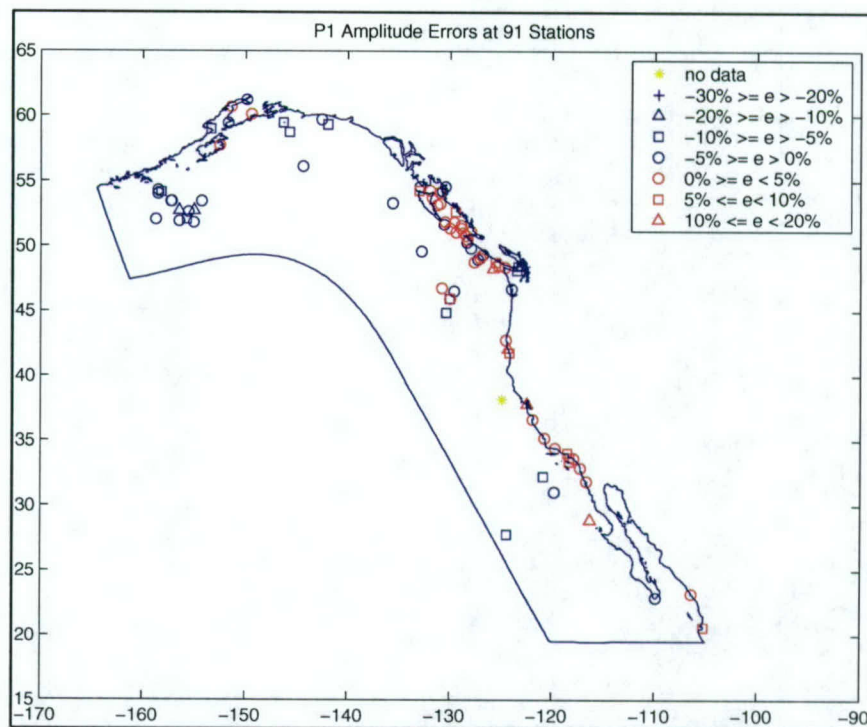 P1 Amplitude Errors at 91 Stations
65
60
55
50
45
40
35
30
25
20
15
no data
−30% >= e > −20%
−20% >= e > −10%
−10% >= e > −5%
−5% >= e > 0%
0% >= e < 5%
5% <= e< 10%
10% <= e < 20%
−170
−160
−150
−140
−130
−120
−110
−100
−90